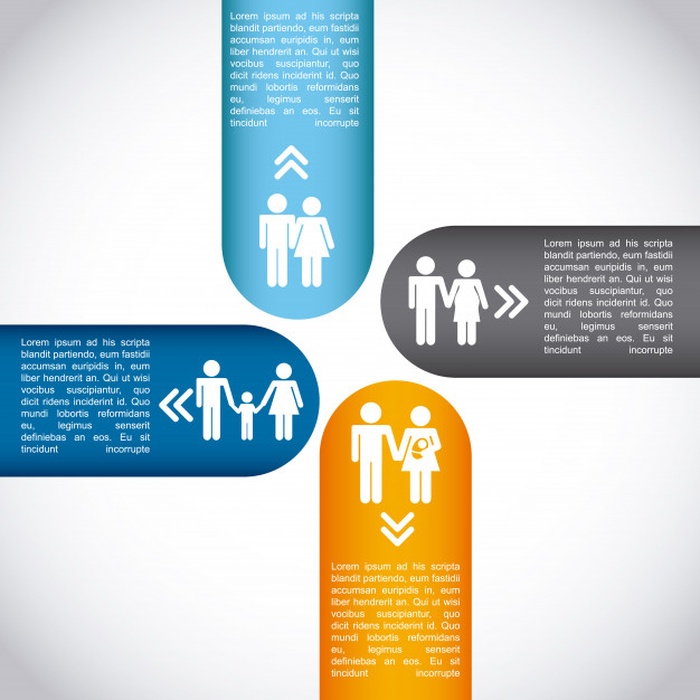 Lorem ipsum ad his scripta
blandit partiendo, eum fastidii
accumsan euripidis in, eum
liber hendrerit an. Qui ut wisi
vocibus suscipiantur, quo
dicit ridens inciderint id. Quo
mundi lobortis reformidans
eu, legimus senserit
definiebas an eos. Eu sit
tincidunt incorrupte
Lorem ipsum ad his scripta
blandit partiendo, eum fastidii
accumsan euripidis in, eum
liber hendrerit an. Qui ut wisi
vocibus suscipiantur, quo
dicit ridens inciderint id. Quo
mundi lobortis reformidans
eu, legimus senserit
definiebas an eos. Eu sit
tincidunt incorrupte
Lorem ipsum ad his scripta
blandit partiendo, eum fastidii
accumsan euripidis in, eum
liber hendrerit an. Qui ut wisi
vocibus suscipiantur, quo
dicit ridens inciderint id. Quo
mundi lobortis reformidans
eu, legimus senserit
definiebas an eos. Eu sit
tincidunt incorrupte
Lorem ipsum ad his scripta
blandit partiendo, eum fastidii
accumsan euripidis in, eum
liber hendrerit an. Qui ut wisi
vocibus suscipiantur, quo
dicit ridens inciderint id. Quo
mundi lobortis reformidans
eu, legimus senserit
definiebas an eos. Eu sit
tincidunt incorrupte